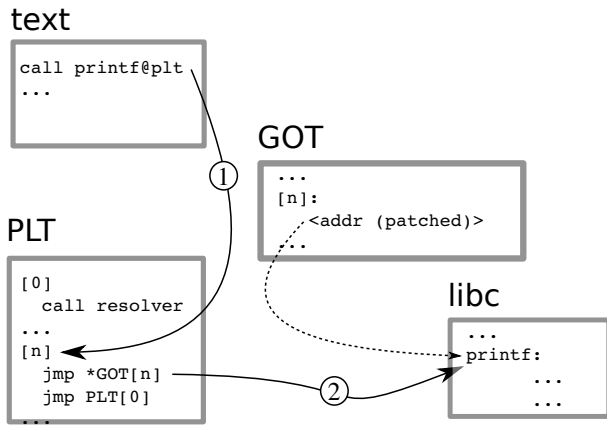 text
call printf@plt
...
GOT
...
[n]:
<addr (patched)>
...
1
PLT
[0]
call resolver
...
[n]
jmp *GOT[n]
jmp PLT[0]
...
2
libc
...
printf:
...
...